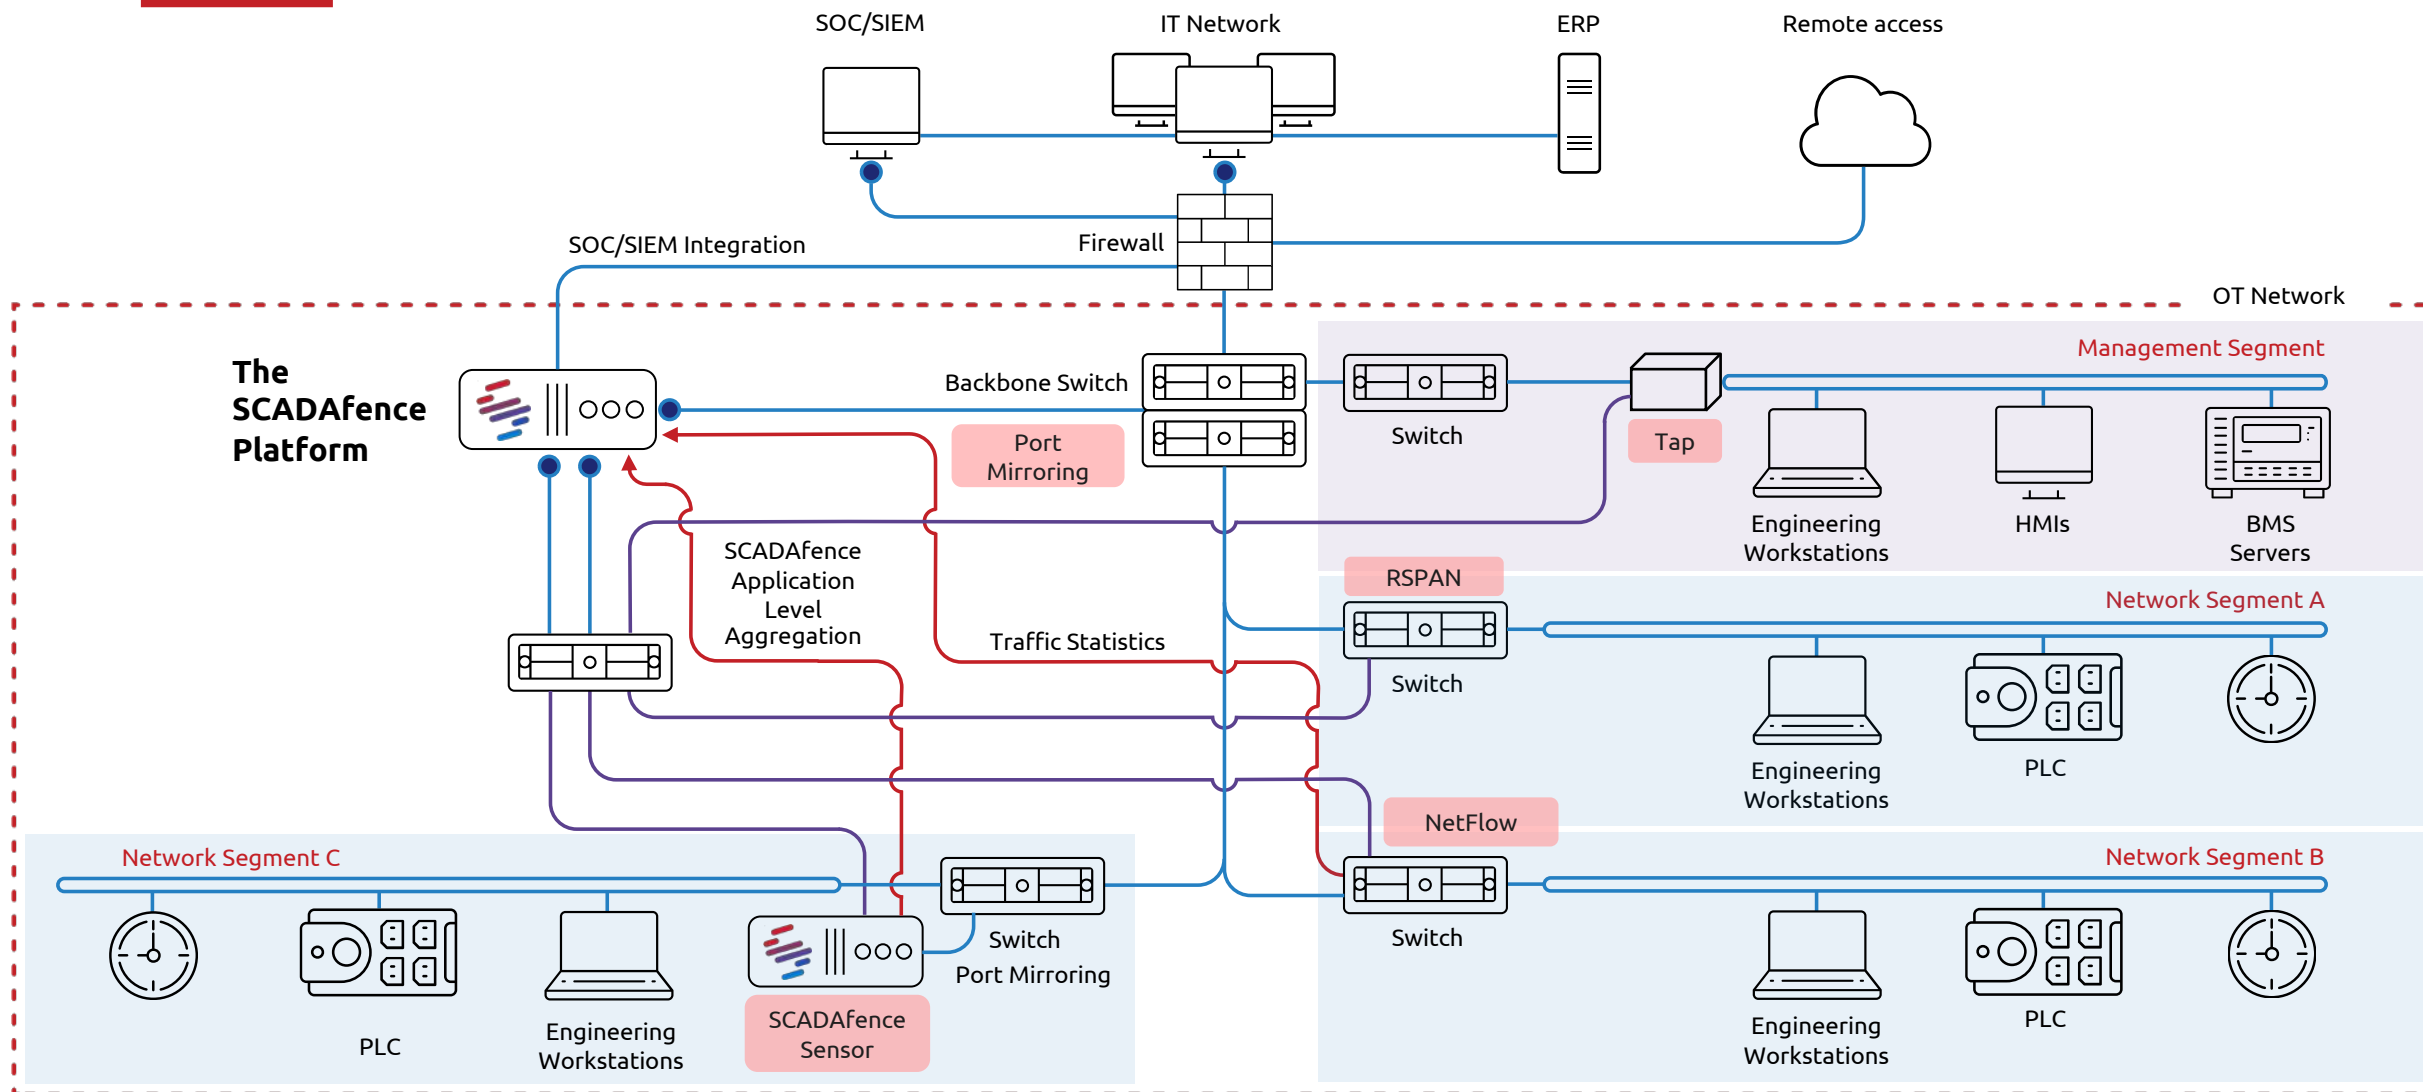 SOC/SIEM
IT Network
ERP
Remote access
SOC/SIEM Integration
Firewall
OT Network
The
SCADAfence
Platform
Backbone Switch
Port
Mirroring
Switch
Tap
Management Segment
Engineering
Workstations
HMIs
BMS
Servers
SCADAfence
Application
Level
Aggregation
Traffic Statistics
RSPAN
Switch
Network Segment A
Engineering
Workstations
PLC
NetFlow
Switch
Network Segment B
Engineering
Workstations
PLC
Network Segment C
PLC
Engineering
Workstations
SCADAfence
Sensor
Switch
Port Mirroring